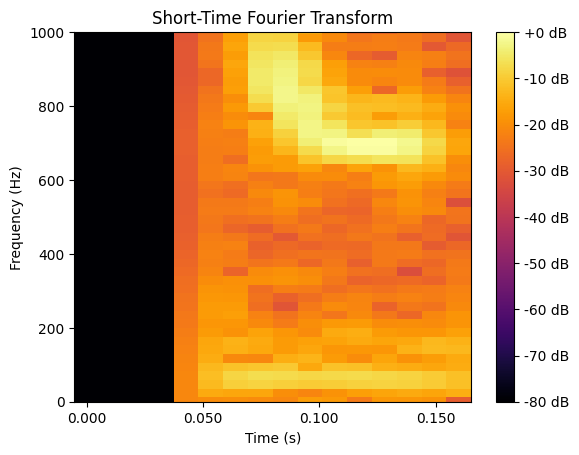 Short-Time Fourier Transform
1000
800
600
400
200
0
Frequency (Hz)
0.000
0.050
0.100
0.150
Time (s)
+0 dB
-10 dB
-20 dB
-30 dB
-40 dB
-50 dB
-60 dB
-70 dB
-80 dB